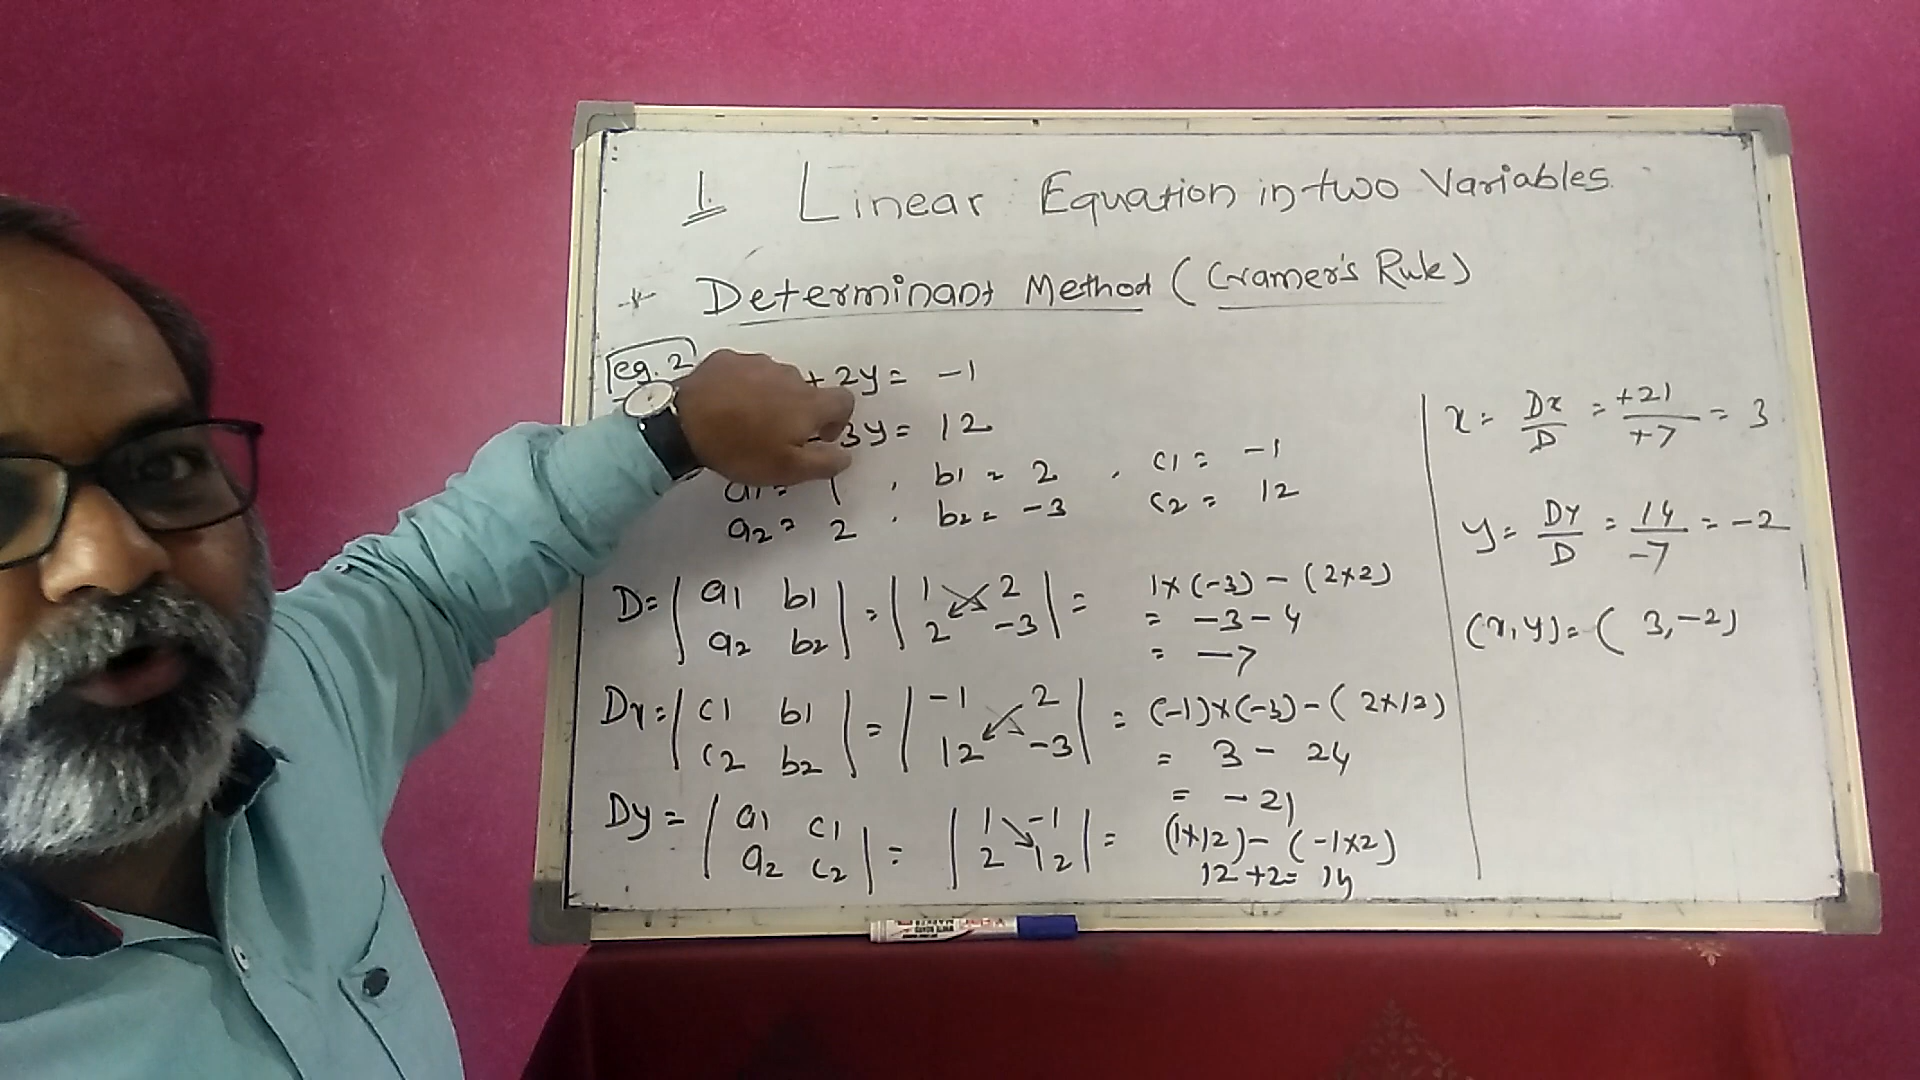 1. Linear Equation in two Variables
* Determinant Method (Cramer's Rule)
eg. 2
+ 2y = -1
- 3y = 12
a1 = 1, b1 = 2, c1 = -1
a2 = 2, b2 = -3 c2 = 12
D = | a1 b1 | = | 1 2 | = 1×(-3) - (2×2)
a2 b2 2 -3 = -3 - 4
= -7
Dx = | c1 b1 | = | -1 2 | = (-1)×(-3) - (2×12)
c2 b2 12 -3 = 3 - 24
= -21
Dy = | a1 c1 | = | 1 -1 | = (1×12) - (-1×2)
a2 c2 2 12 12 + 2 = 14
x = Dx/D = +21/+7 = 3
y = Dy/D = 14/-7 = -2
(x, y) = (3, -2)